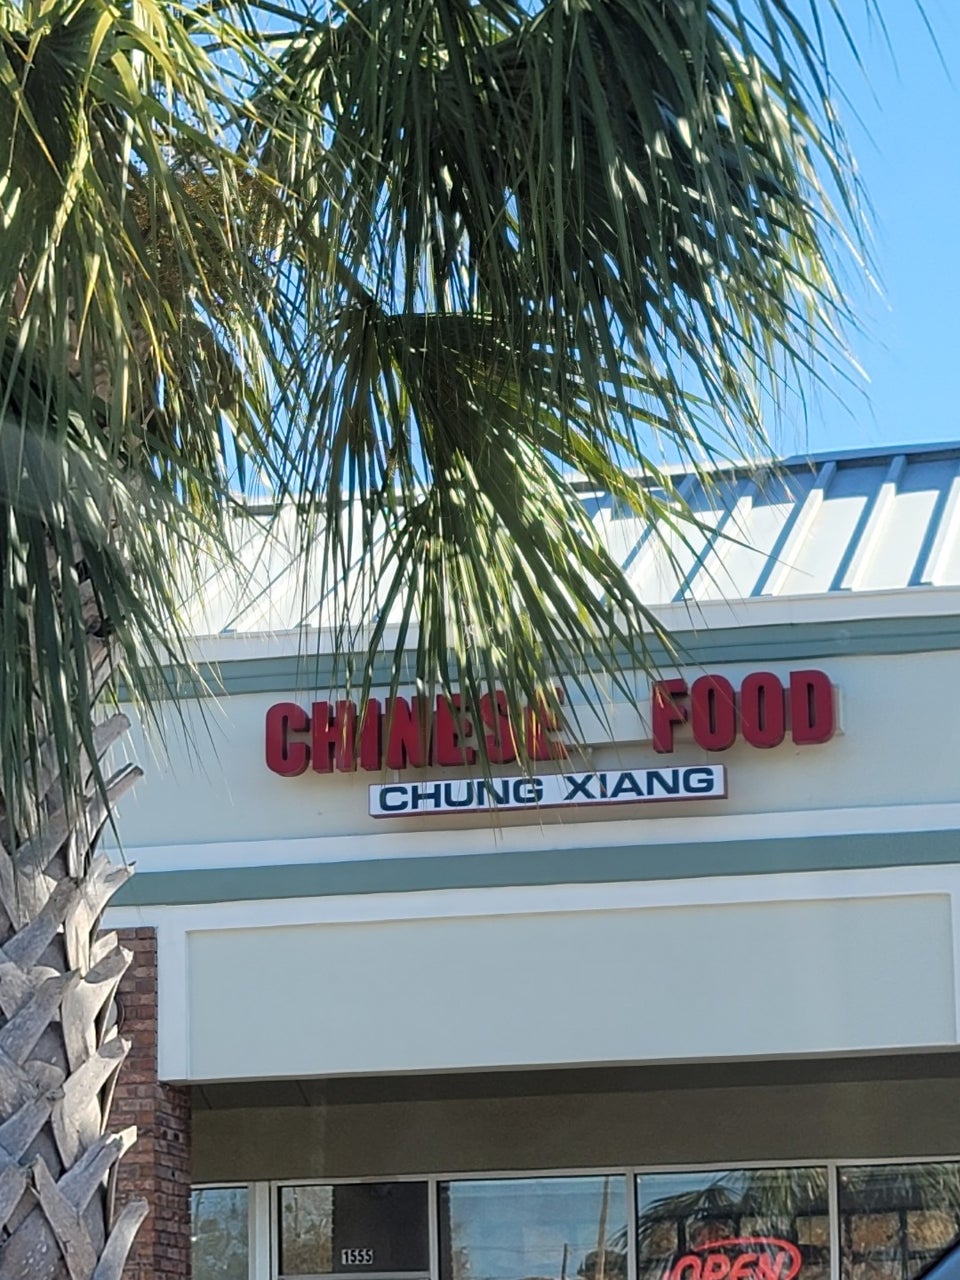 CHINESE FOOD
CHUNG XIANG
1555
OPEN